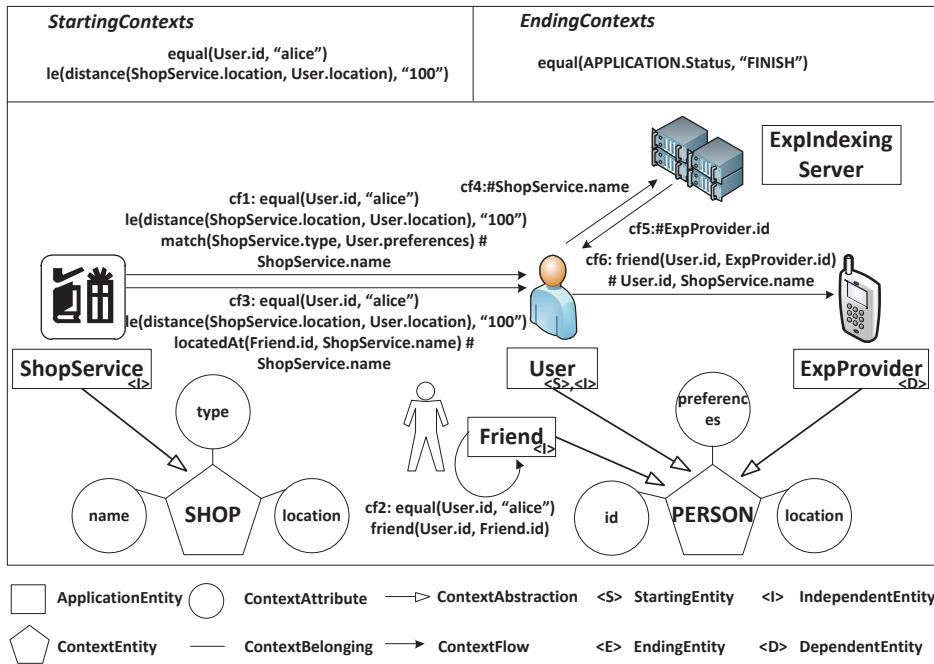 StartingContexts
equal(User.id, “alice”)
le(distance(ShopService.location, User.location), “100”)
EndingContexts
equal(APPLICATION.Status, “FINISH”)
ExpIndexing
Server
cf4:#ShopService.name
cf5:#ExpProvider.id
cf1: equal(User.id, “alice”)
le(distance(ShopService.location, User.location), “100”)
match(ShopService.type, User.preferences) #
ShopService.name
cf6: friend(User.id, ExpProvider.id)
# User.id, ShopService.name
cf3: equal(User.id, “alice”)
le(distance(ShopService.location, User.location), “100”)
locatedAt(Friend.id, ShopService.name) #
ShopService.name
ShopService
<I>
User
<S>,<I>
ExpProvider
<D>
type
preferenc
es
Friend
<I>
name
SHOP
location
cf2: equal(User.id, “alice”)
friend(User.id, Friend.id)
id
PERSON
location
ApplicationEntity
ContextAttribute
ContextAbstraction
<S> StartingEntity
<I> IndependentEntity
ContextEntity
ContextBelonging
ContextFlow
<E> EndingEntity
<D> DependentEntity